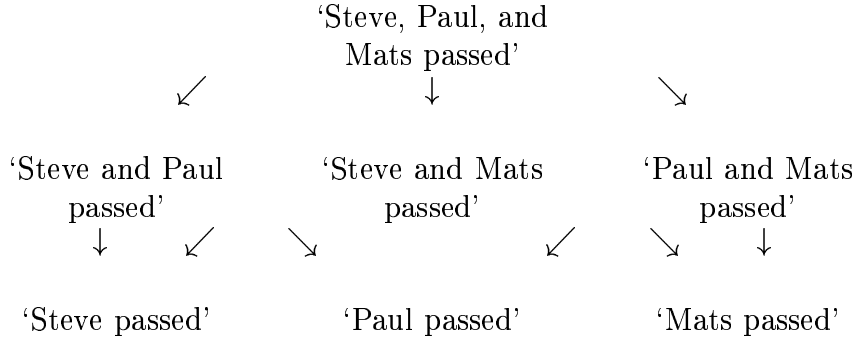 ‘Steve, Paul, and
Mats passed’
‘Steve and Paul
passed’
‘Steve and Mats
passed’
‘Paul and Mats
passed’
‘Steve passed’
‘Paul passed’
‘Mats passed’